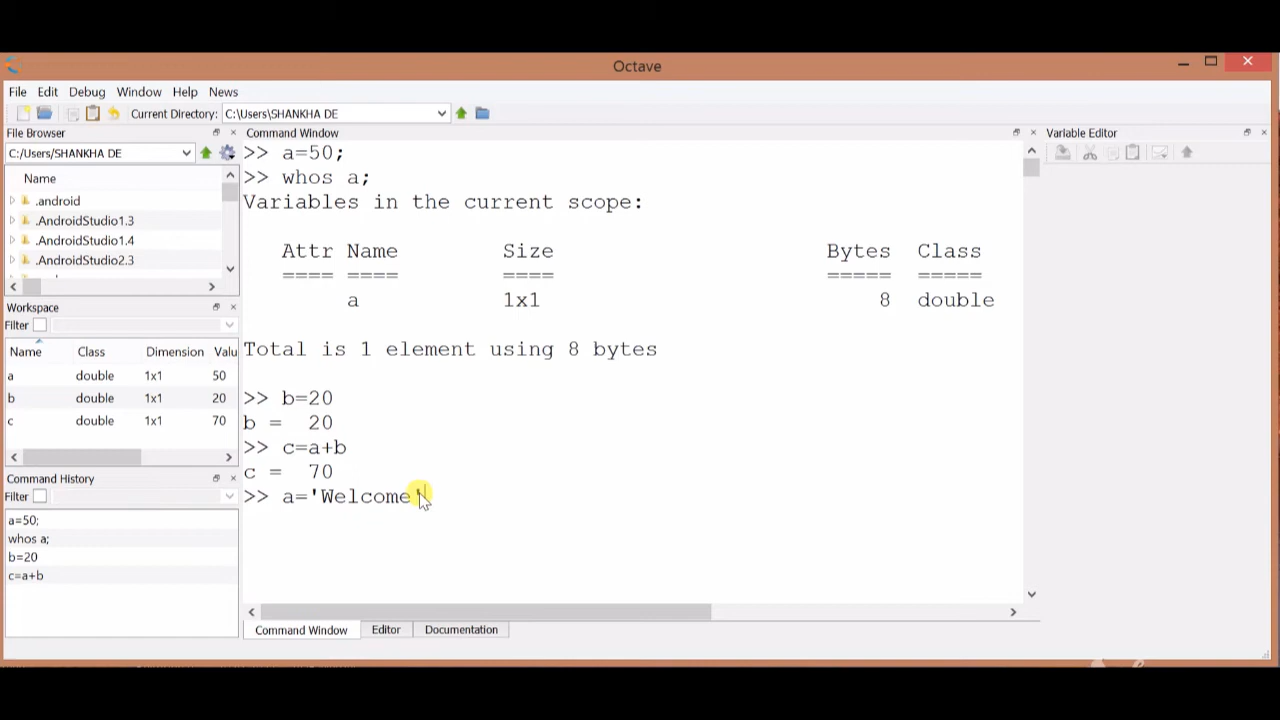 Octave
File Edit Debug Window Help News
Current Directory: C:\Users\SHANKHA DE
File Browser
C:/Users/SHANKHA DE
Name
.android
.AndroidStudio1.3
.AndroidStudio1.4
.AndroidStudio2.3
Workspace
Filter
Name Class Dimension Valu
a double 1x1 50
b double 1x1 20
c double 1x1 70
Command History
Filter
a=50;
whos a;
b=20
c=a+b
Command Window
>> a=50;
>> whos a;
Variables in the current scope:
Attr Name Size Bytes Class
==== ==== ==== ===== =====
a 1x1 8 double
Total is 1 element using 8 bytes
>> b=20
b = 20
>> c=a+b
c = 70
>> a='Welcome'
Command Window Editor Documentation
Variable Editor